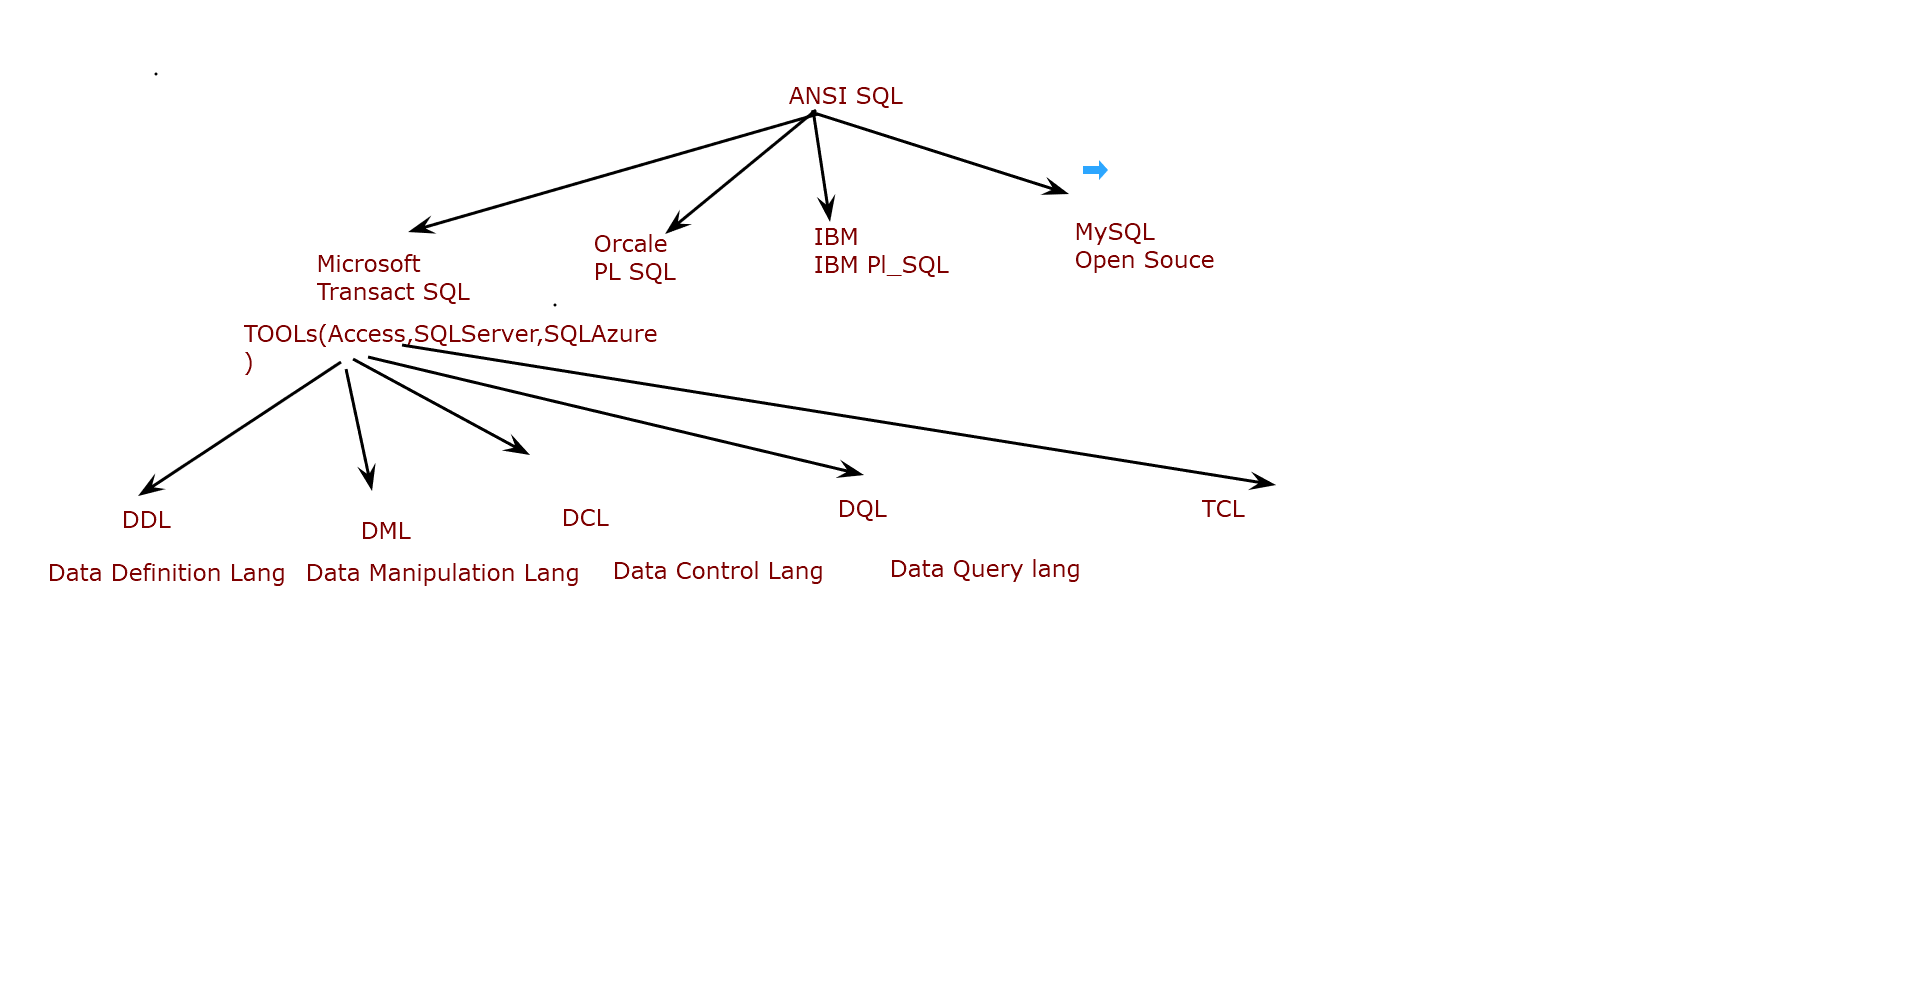 ANSI SQL
Microsoft
Transact SQL
Orcale
PL SQL
IBM
IBM Pl_SQL
MySQL
Open Souce
TOOLs(Access,SQLServer,SQLAzure
)
DDL
DML
DCL
DQL
TCL
Data Definition Lang
Data Manipulation Lang
Data Control Lang
Data Query lang